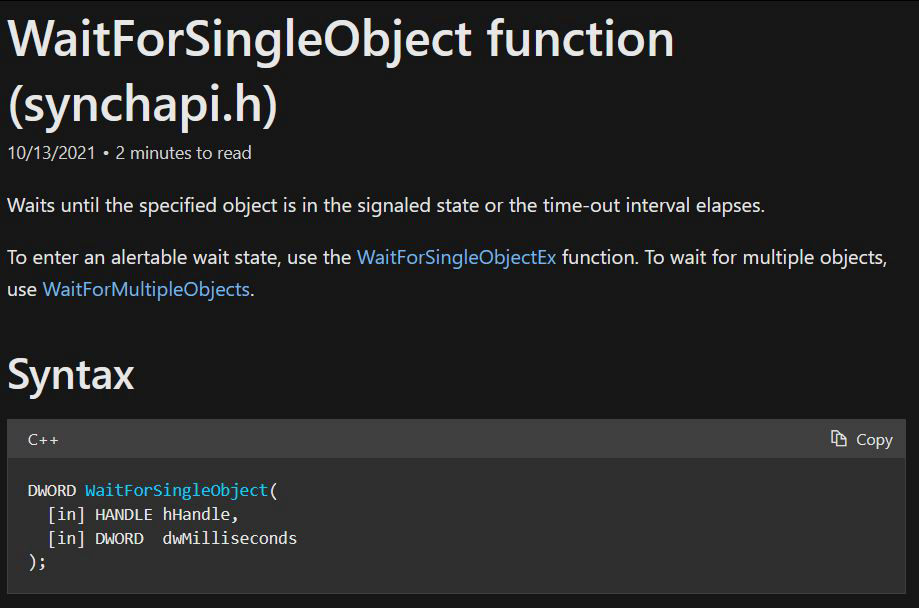 WaitForSingleObject function
(synchapi.h)
10/13/2021 • 2 minutes to read
Waits until the specified object is in the signaled state or the time-out interval elapses.
To enter an alertable wait state, use the WaitForSingleObjectEx function. To wait for multiple objects,
use WaitForMultipleObjects.
Syntax
C++ Copy
DWORD WaitForSingleObject(
  [in] HANDLE hHandle,
  [in] DWORD  dwMilliseconds
);